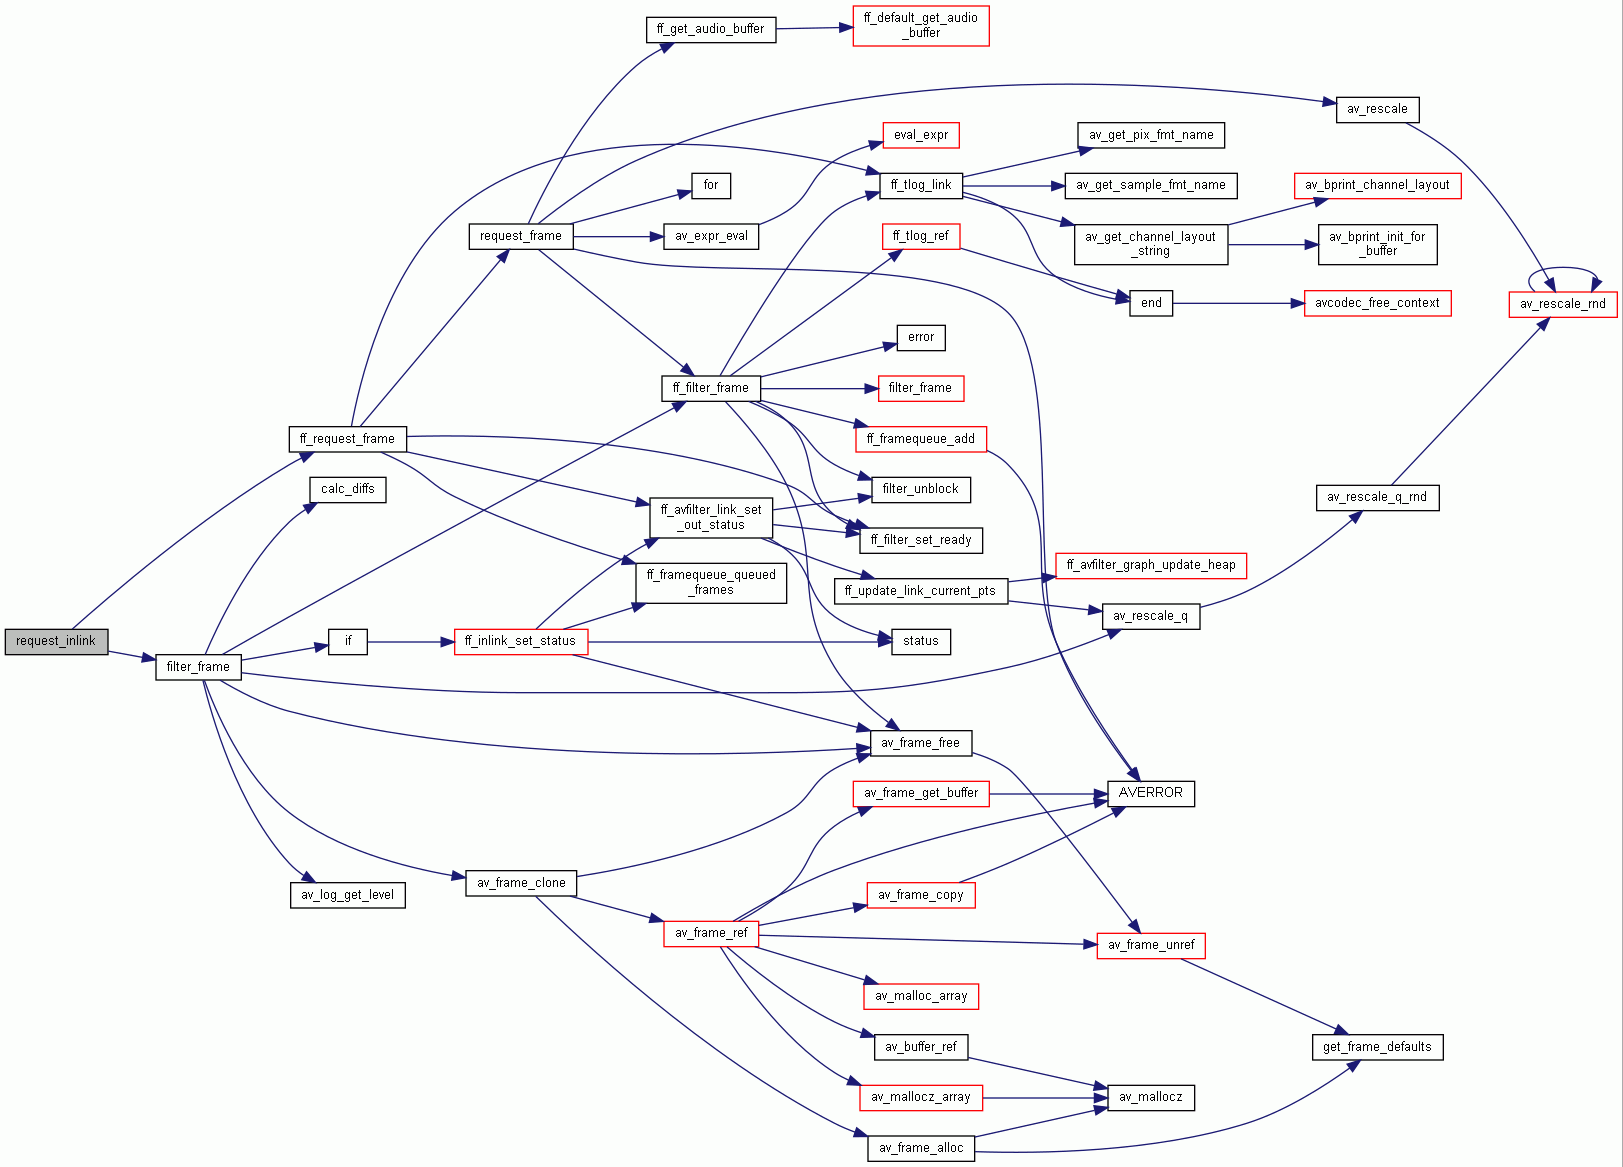 ff_get_audio_buffer
ff_default_get_audio
_buffer
av_rescale
eval_expr
av_get_pix_fmt_name
for
ff_tlog_link
av_get_sample_fmt_name
av_bprint_channel_layout
request_frame
av_expr_eval
ff_tlog_ref
av_get_channel_layout
_string
av_bprint_init_for
_buffer
end
avcodec_free_context
av_rescale_rnd
error
ff_filter_frame
filter_frame
ff_request_frame
ff_framequeue_add
calc_diffs
filter_unblock
av_rescale_q_rnd
ff_avfilter_link_set
_out_status
ff_filter_set_ready
ff_avfilter_graph_update_heap
ff_framequeue_queued
_frames
ff_update_link_current_pts
av_rescale_q
request_inlink
if
ff_inlink_set_status
status
filter_frame
av_frame_free
av_frame_get_buffer
AVERROR
av_frame_clone
av_log_get_level
av_frame_copy
av_frame_ref
av_frame_unref
av_malloc_array
av_buffer_ref
get_frame_defaults
av_mallocz_array
av_mallocz
av_frame_alloc